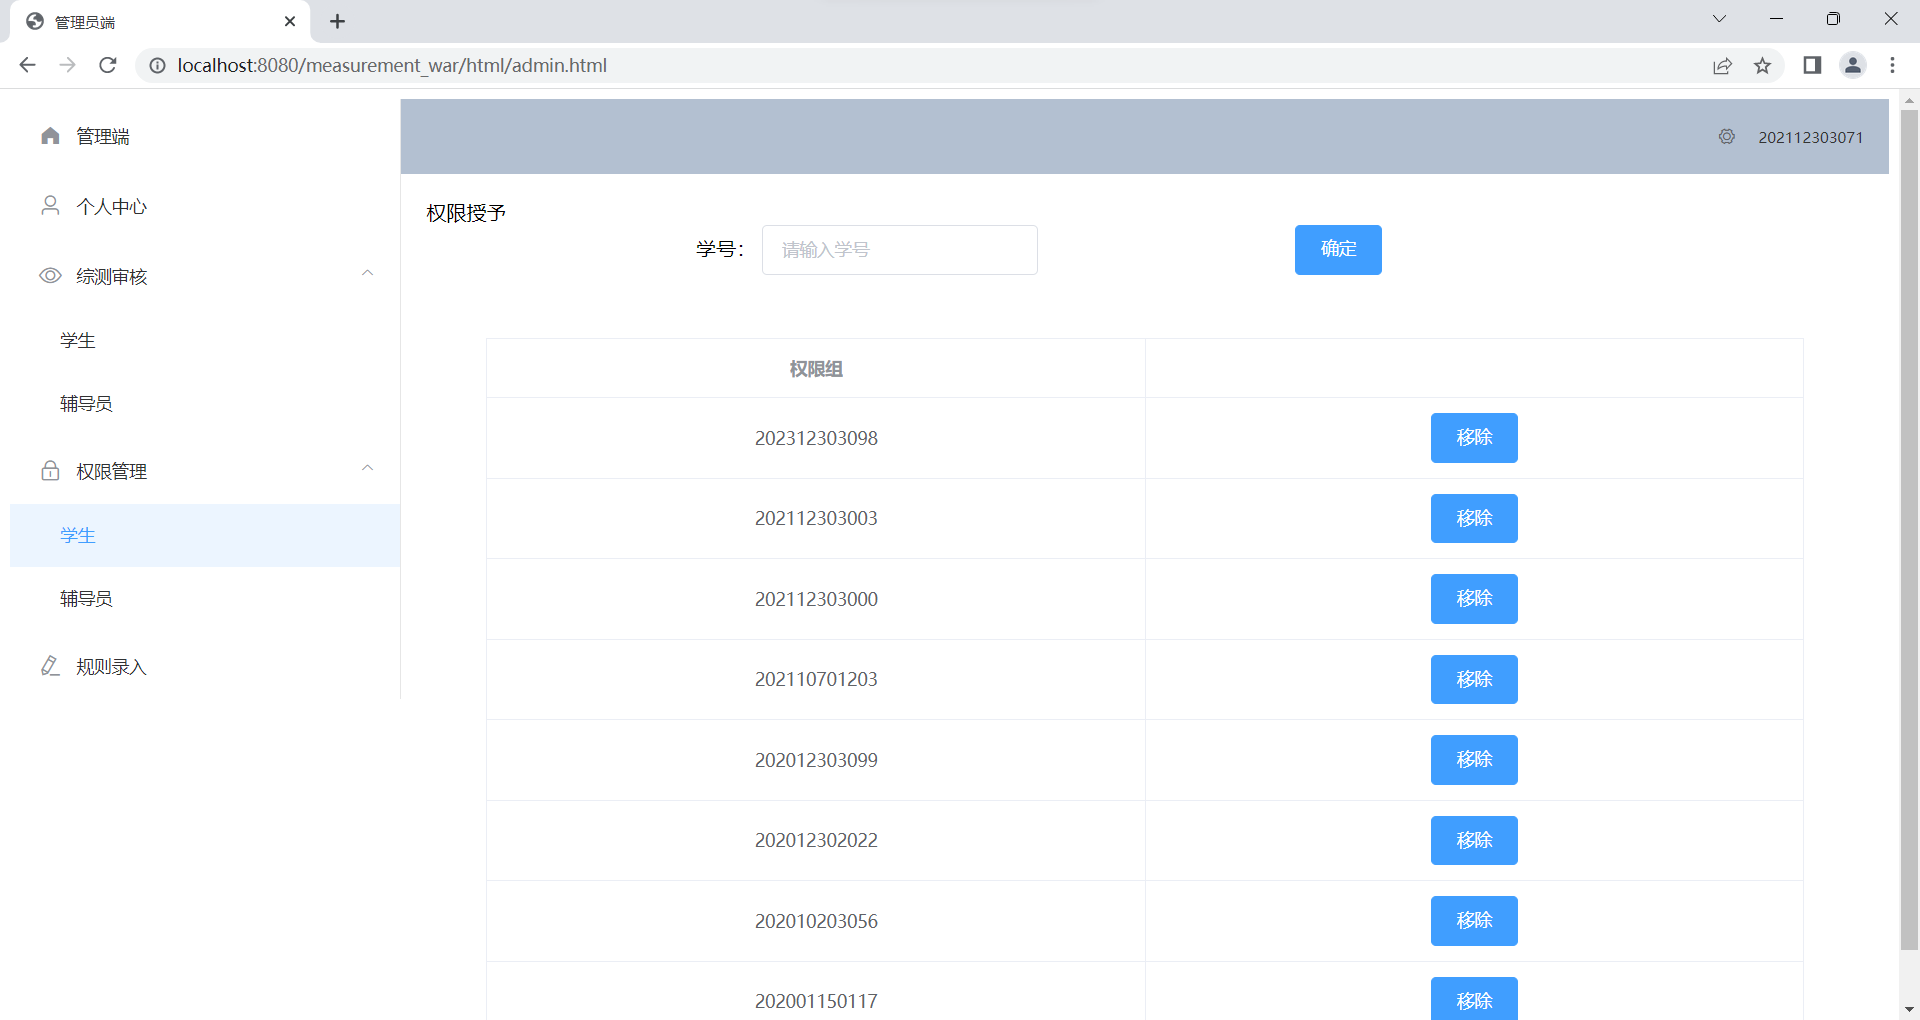 管理员端
localhost:8080/measurement_war/html/admin.html
管理端
个人中心
综测审核
学生
辅导员
权限管理
学生
辅导员
规则录入
202112303071
权限授予
学号： 请输入学号 确定
权限组
202312303098 移除
202112303003 移除
202112303000 移除
202110701203 移除
202012303099 移除
202012302022 移除
202010203056 移除
202001150117 移除